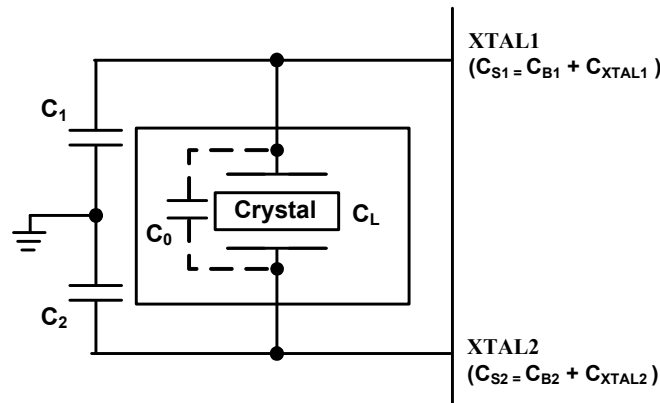 XTAL1
(CS1 = CB1 + CXTAL1 )
C1
Crystal
CL
C0
C2
XTAL2
(CS2 = CB2 + CXTAL2 )